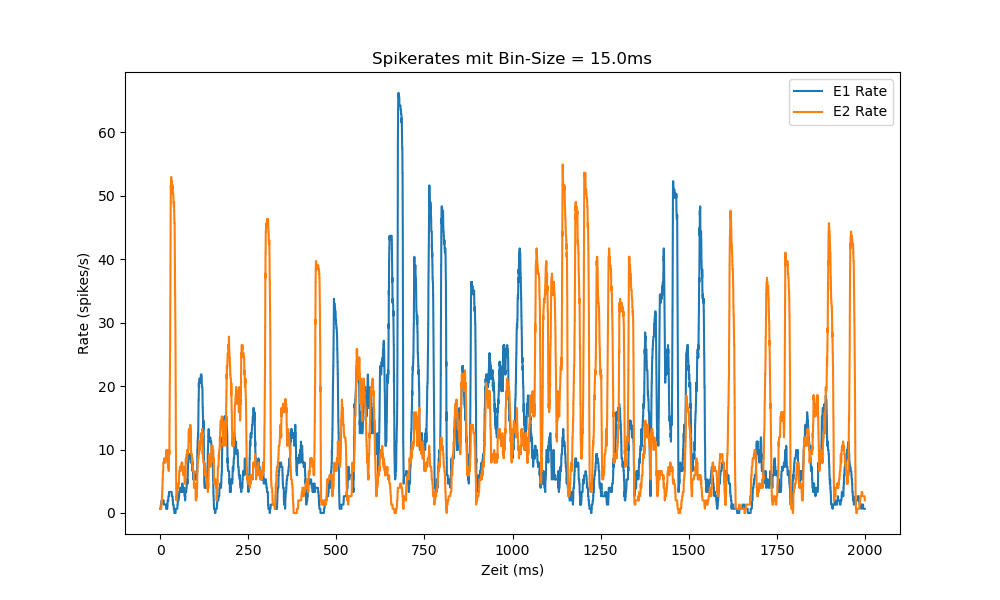 Spikerates mit Bin-Size = 15.0ms
E1 Rate
E2 Rate
Rate (spikes/s)
60
50
40
30
20
10
0
0 250 500 750 1000 1250 1500 1750 2000
Zeit (ms)